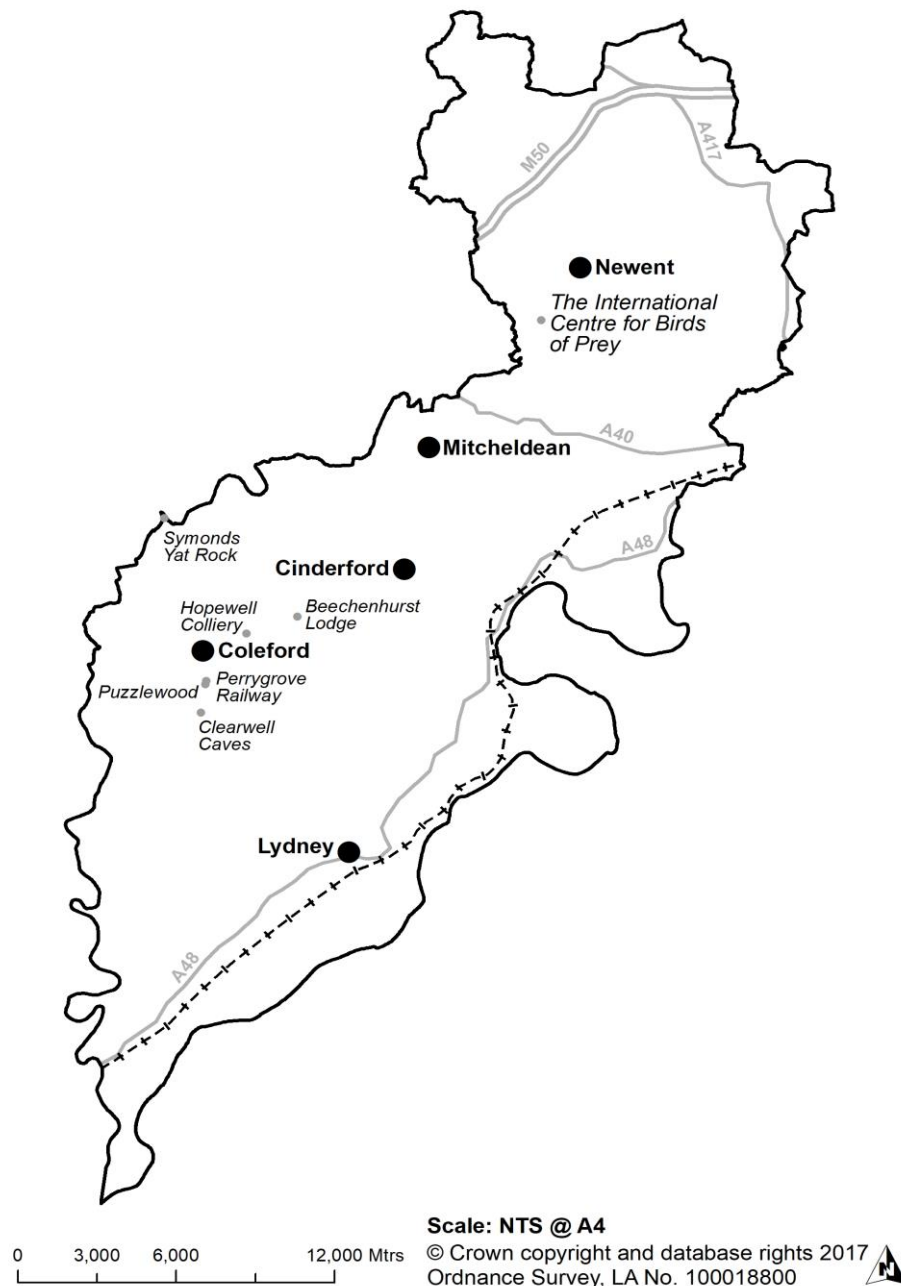 M50
A417
Newent
The International
Centre for Birds
of Prey
A40
Mitcheldean
Symonds
Yat Rock
A48
Cinderford
Hopewell
Colliery
Beechenhurst
Lodge
Coleford
Puzzlewood
Perrygrove
Railway
Clearwell
Caves
Lydney
A48
Scale: NTS @ A4
0 3,000 6,000 12,000 Mtrs
© Crown copyright and database rights 2017
Ordnance Survey, LA No. 100018800
N